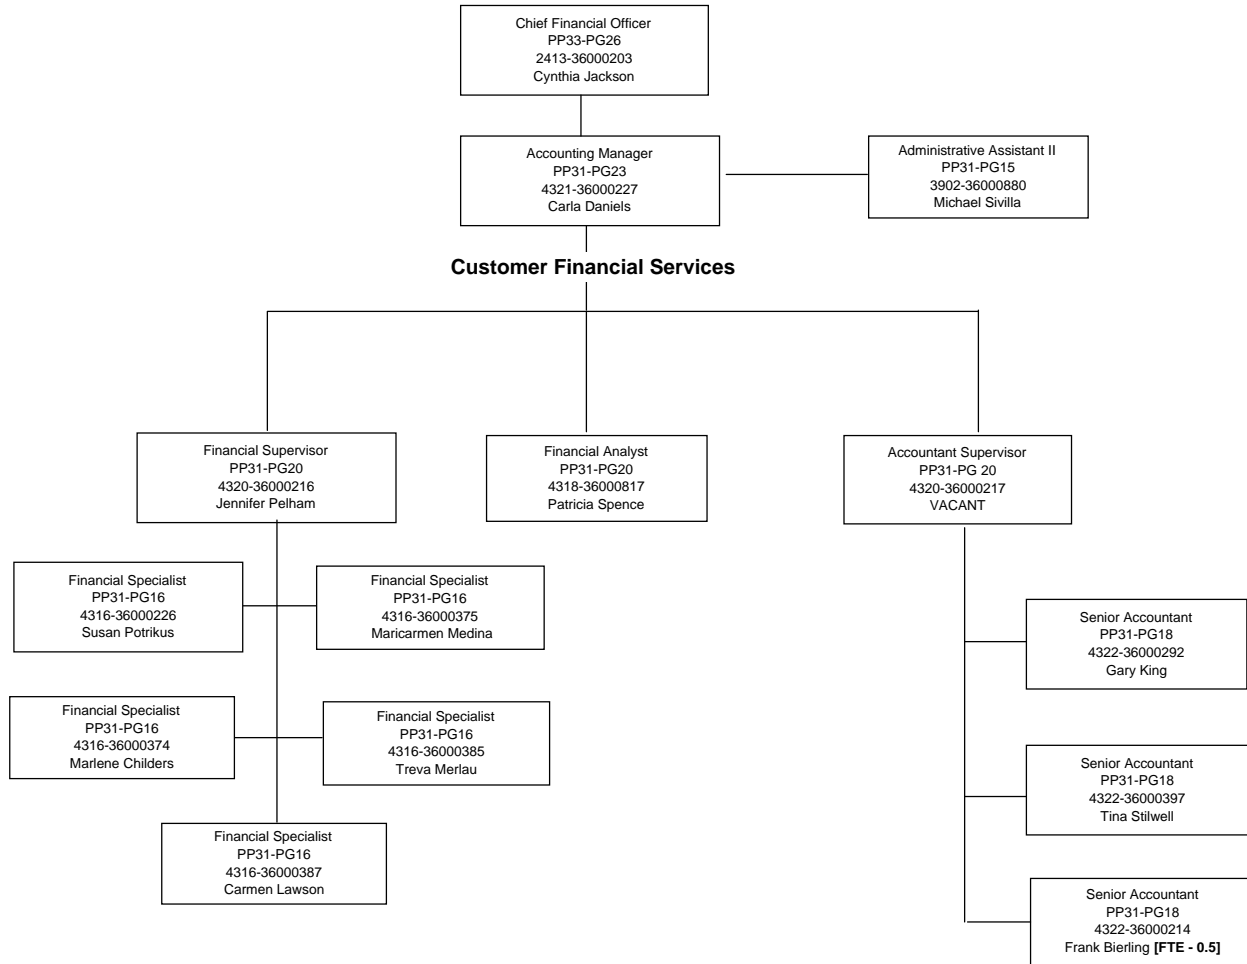 Chief Financial Officer
PP33-PG26
2413-36000203
Cynthia Jackson
Accounting Manager
PP31-PG23
4321-36000227
Carla Daniels
Administrative Assistant II
PP31-PG15
3902-36000880
Michael Sivilla
Customer Financial Services
Financial Supervisor
PP31-PG20
4320-36000216
Jennifer Pelham
Financial Analyst
PP31-PG20
4318-36000817
Patricia Spence
Accountant Supervisor
PP31-PG 20
4320-36000217
VACANT
Financial Specialist
PP31-PG16
4316-36000226
Susan Potrikus
Financial Specialist
PP31-PG16
4316-36000375
Maricarmen Medina
Financial Specialist
PP31-PG16
4316-36000374
Marlene Childers
Financial Specialist
PP31-PG16
4316-36000385
Treva Merlau
Financial Specialist
PP31-PG16
4316-36000387
Carmen Lawson
Senior Accountant
PP31-PG18
4322-36000292
Gary King
Senior Accountant
PP31-PG18
4322-36000397
Tina Stilwell
Senior Accountant
PP31-PG18
4322-36000214
Frank Bierling [FTE - 0.5]